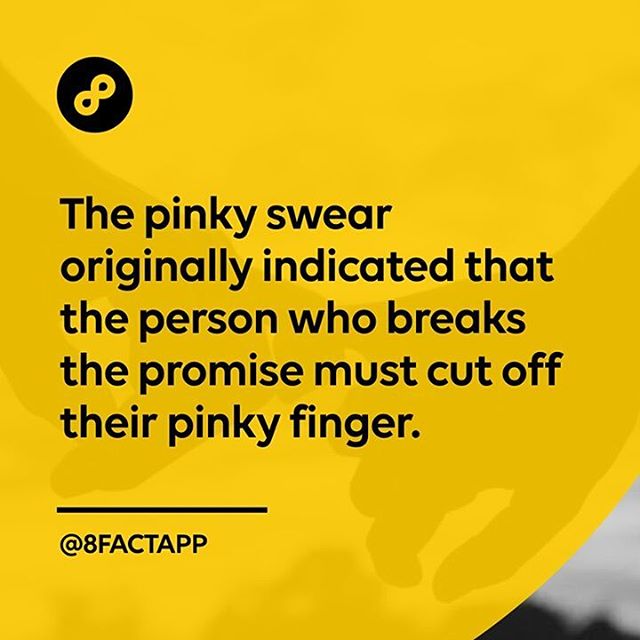 The pinky swear
originally indicated that
the person who breaks
the promise must cut off
their pinky finger.
@8FACTAPP